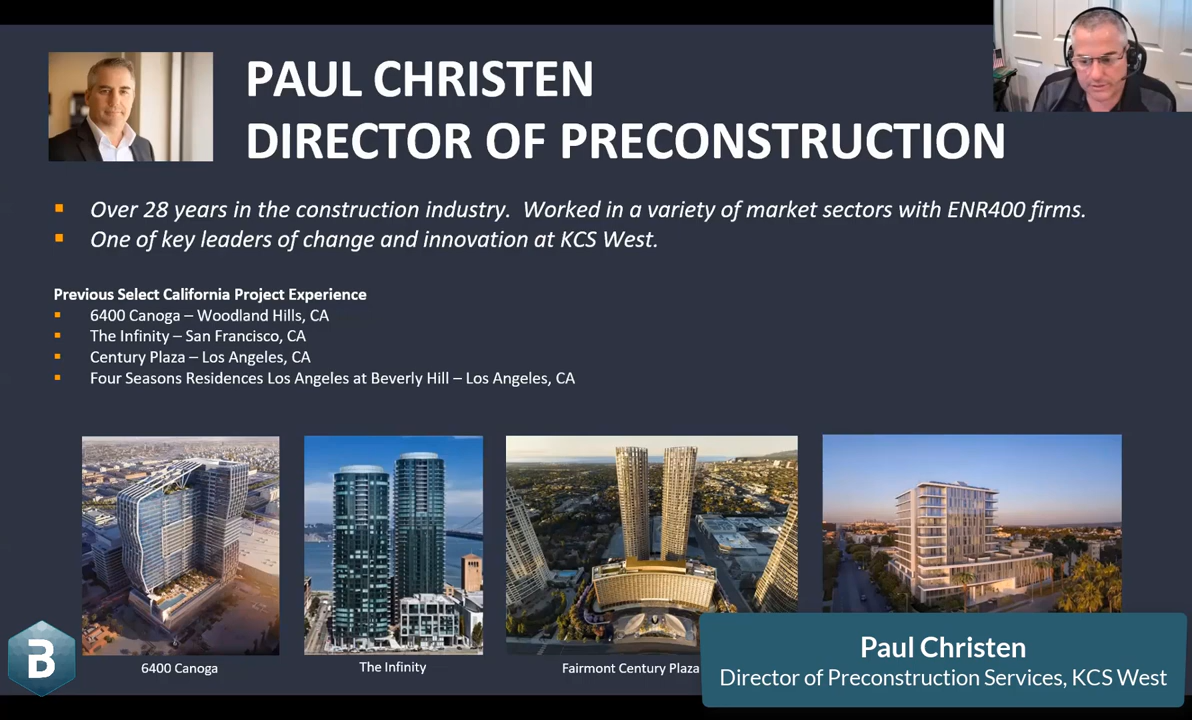 PAUL CHRISTEN
DIRECTOR OF PRECONSTRUCTION
Over 28 years in the construction industry.  Worked in a variety of market sectors with ENR400 firms.
One of key leaders of change and innovation at KCS West.
Previous Select California Project Experience
6400 Canoga – Woodland Hills, CA
The Infinity – San Francisco, CA
Century Plaza – Los Angeles, CA
Four Seasons Residences Los Angeles at Beverly Hill – Los Angeles, CA
6400 Canoga
The Infinity
Fairmont Century Plaza
B
Paul Christen
Director of Preconstruction Services, KCS West